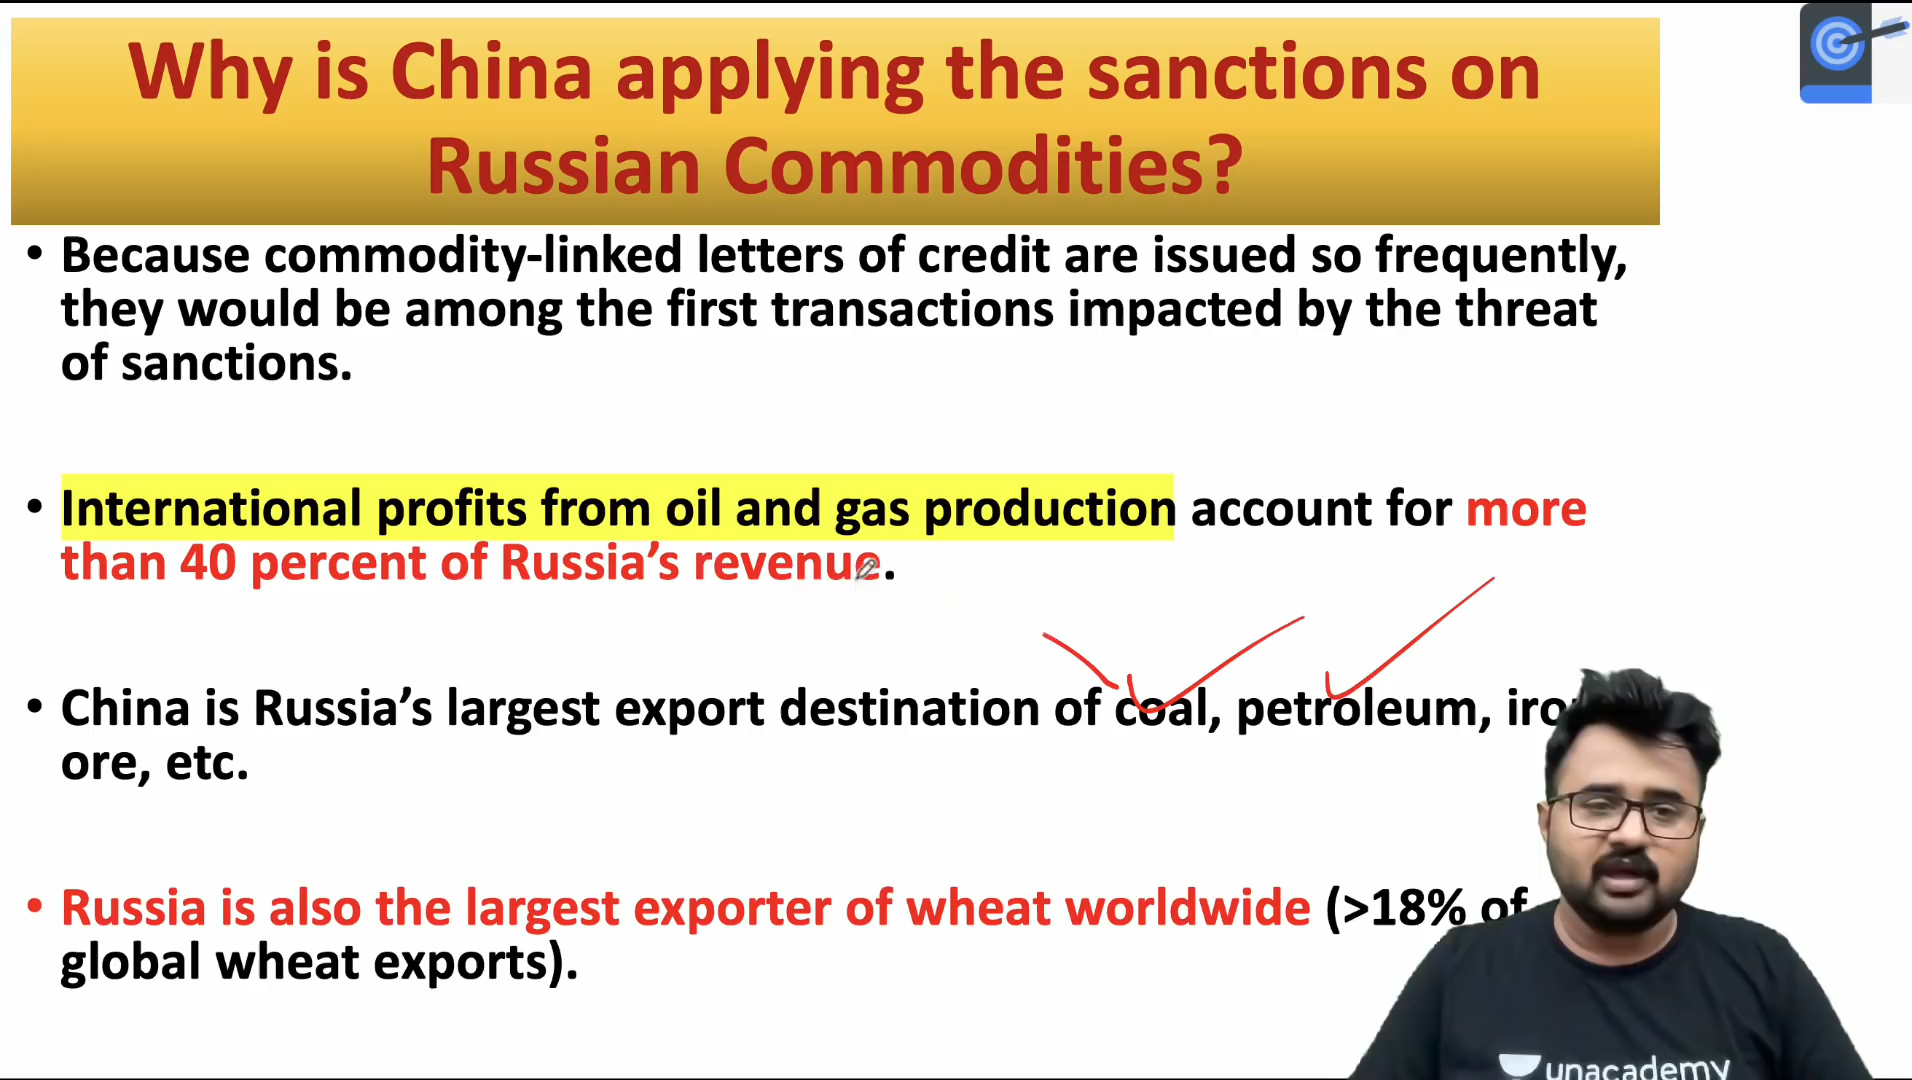 Why is China applying the sanctions on
Russian Commodities?
• Because commodity-linked letters of credit are issued so frequently,
they would be among the first transactions impacted by the threat
of sanctions.
• International profits from oil and gas production account for more
than 40 percent of Russia's revenue.
• China is Russia's largest export destination of coal, petroleum,
ore, etc.
• Russia is also the largest exporter of wheat worldwide (>18% of
global wheat exports).
unacademy